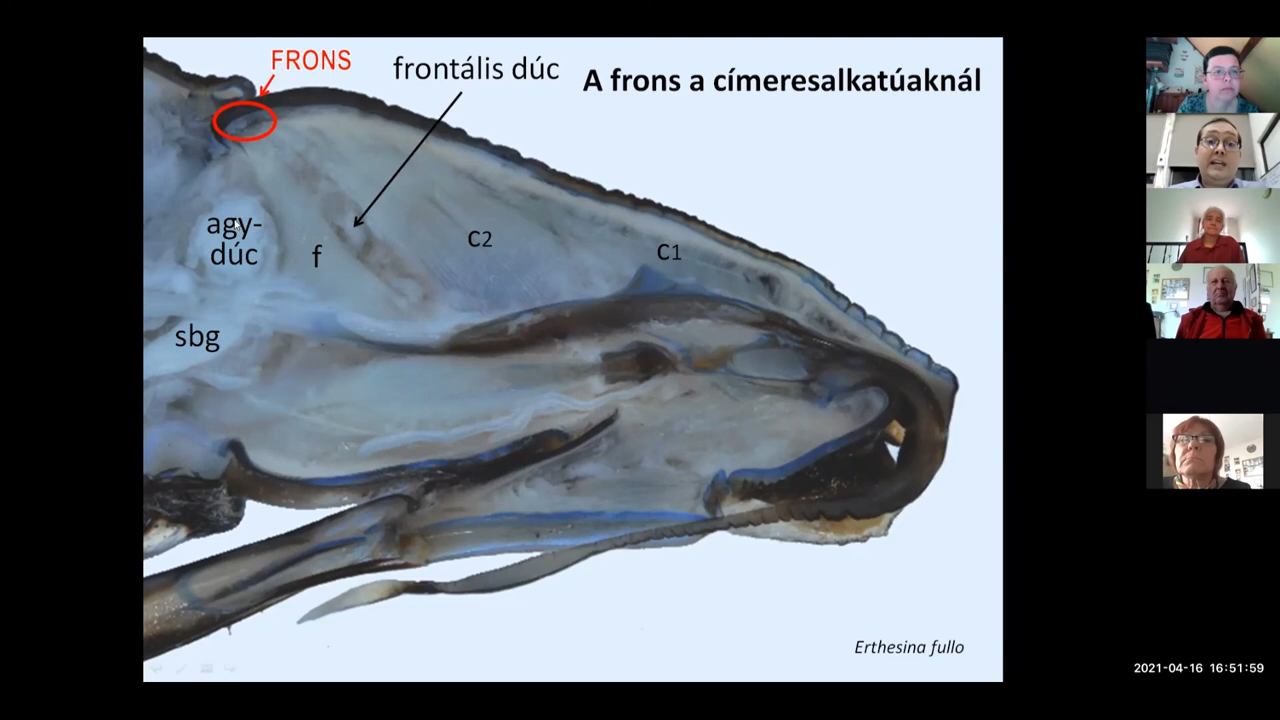 FRONS
frontális dúc
A frons a címeresalkatúaknál
agy-
dúc
f
c2
c1
sbg
Erthesina fullo
2021-04-16 16:51:59